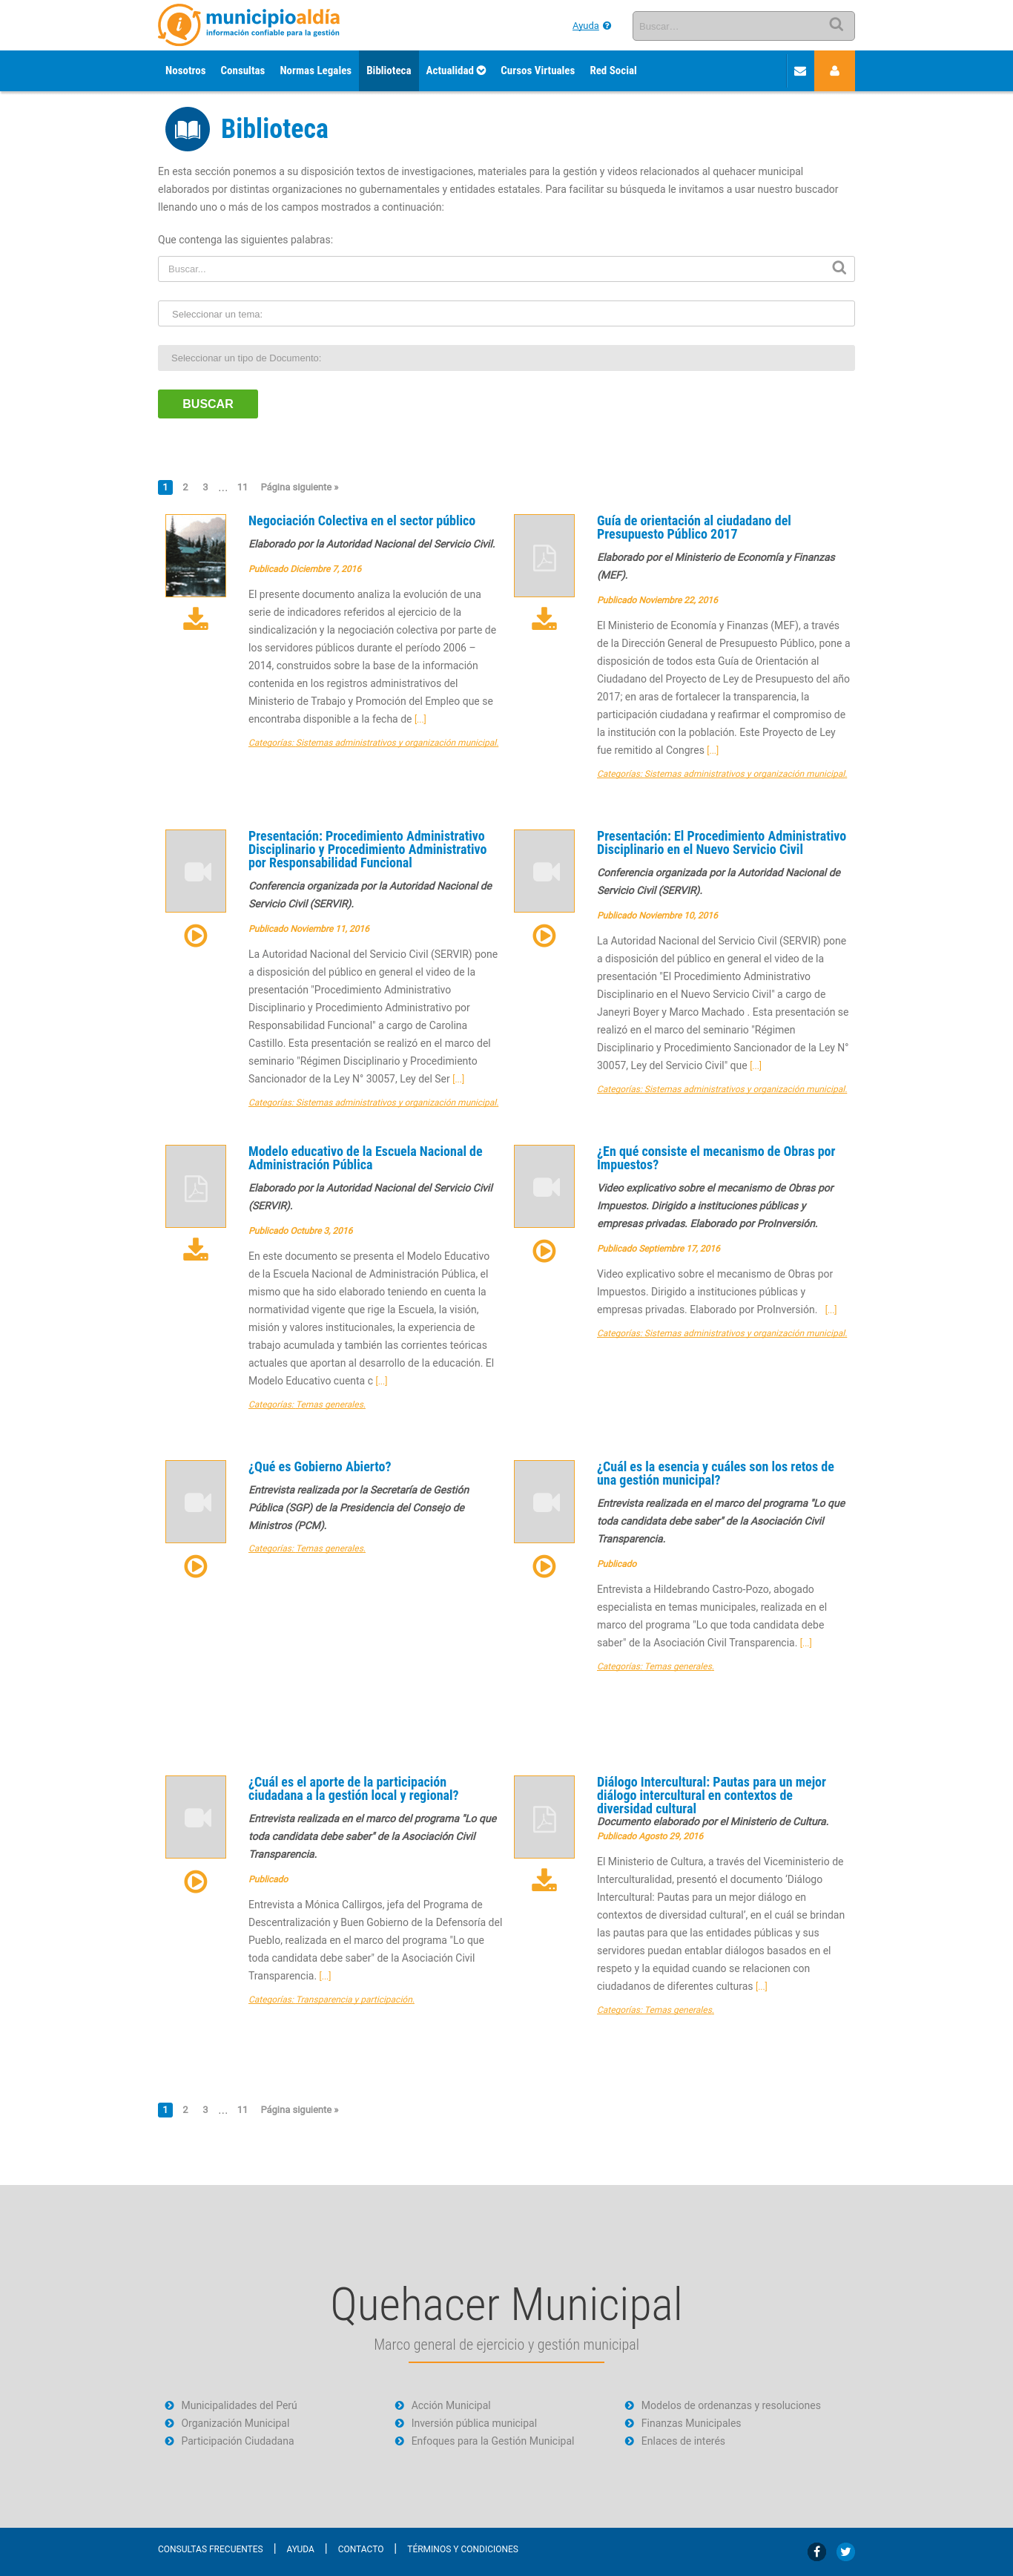 municipioaldía
información confiable para la gestión
Ayuda
Buscar...
Nosotros Consultas Normas Legales Biblioteca Actualidad Cursos Virtuales Red Social
Biblioteca
En esta sección ponemos a su disposición textos de investigaciones, materiales para la gestión y videos relacionados al quehacer municipal
elaborados por distintas organizaciones no gubernamentales y entidades estatales. Para facilitar su búsqueda le invitamos a usar nuestro buscador
llenando uno o más de los campos mostrados a continuación:
Que contenga las siguientes palabras:
Buscar...
Seleccionar un tema:
Seleccionar un tipo de Documento:
BUSCAR
1 2 3 ... 11 Página siguiente »
Negociación Colectiva en el sector público
Elaborado por la Autoridad Nacional del Servicio Civil.
Publicado Diciembre 7, 2016
El presente documento analiza la evolución de una
serie de indicadores referidos al ejercicio de la
sindicalización y la negociación colectiva por parte de
los servidores públicos durante el período 2006 –
2014, construidos sobre la base de la información
contenida en los registros administrativos del
Ministerio de Trabajo y Promoción del Empleo que se
encontraba disponible a la fecha de [...]
Categorías: Sistemas administrativos y organización municipal.
Guía de orientación al ciudadano del
Presupuesto Público 2017
Elaborado por el Ministerio de Economía y Finanzas
(MEF).
Publicado Noviembre 22, 2016
El Ministerio de Economía y Finanzas (MEF), a través
de la Dirección General de Presupuesto Público, pone a
disposición de todos esta Guía de Orientación al
Ciudadano del Proyecto de Ley de Presupuesto del año
2017; en aras de fortalecer la transparencia, la
participación ciudadana y reafirmar el compromiso de
la institución con la población. Este Proyecto de Ley
fue remitido al Congres [...]
Categorías: Sistemas administrativos y organización municipal.
Presentación: Procedimiento Administrativo
Disciplinario y Procedimiento Administrativo
por Responsabilidad Funcional
Conferencia organizada por la Autoridad Nacional de
Servicio Civil (SERVIR).
Publicado Noviembre 11, 2016
La Autoridad Nacional del Servicio Civil (SERVIR) pone
a disposición del público en general el video de la
presentación "Procedimiento Administrativo
Disciplinario y Procedimiento Administrativo por
Responsabilidad Funcional" a cargo de Carolina
Castillo. Esta presentación se realizó en el marco del
seminario "Régimen Disciplinario y Procedimiento
Sancionador de la Ley N° 30057, Ley del Ser [...]
Categorías: Sistemas administrativos y organización municipal.
Presentación: El Procedimiento Administrativo
Disciplinario en el Nuevo Servicio Civil
Conferencia organizada por la Autoridad Nacional de
Servicio Civil (SERVIR).
Publicado Noviembre 10, 2016
La Autoridad Nacional del Servicio Civil (SERVIR) pone
a disposición del público en general el video de la
presentación "El Procedimiento Administrativo
Disciplinario en el Nuevo Servicio Civil" a cargo de
Janeyri Boyer y Marco Machado . Esta presentación se
realizó en el marco del seminario "Régimen
Disciplinario y Procedimiento Sancionador de la Ley N°
30057, Ley del Servicio Civil" que [...]
Categorías: Sistemas administrativos y organización municipal.
Modelo educativo de la Escuela Nacional de
Administración Pública
Elaborado por la Autoridad Nacional del Servicio Civil
(SERVIR).
Publicado Octubre 3, 2016
En este documento se presenta el Modelo Educativo
de la Escuela Nacional de Administración Pública, el
mismo que ha sido elaborado teniendo en cuenta la
normatividad vigente que rige la Escuela, la visión,
misión y valores institucionales, la experiencia de
trabajo acumulada y también las corrientes teóricas
actuales que aportan al desarrollo de la educación. El
Modelo Educativo cuenta c [...]
Categorías: Temas generales.
¿En qué consiste el mecanismo de Obras por
Impuestos?
Video explicativo sobre el mecanismo de Obras por
Impuestos. Dirigido a instituciones públicas y
empresas privadas. Elaborado por ProInversión.
Publicado Septiembre 17, 2016
Video explicativo sobre el mecanismo de Obras por
Impuestos. Dirigido a instituciones públicas y
empresas privadas. Elaborado por ProInversión. [...]
Categorías: Sistemas administrativos y organización municipal.
¿Qué es Gobierno Abierto?
Entrevista realizada por la Secretaría de Gestión
Pública (SGP) de la Presidencia del Consejo de
Ministros (PCM).
Categorías: Temas generales.
¿Cuál es la esencia y cuáles son los retos de
una gestión municipal?
Entrevista realizada en el marco del programa "Lo que
toda candidata debe saber" de la Asociación Civil
Transparencia.
Publicado
Entrevista a Hildebrando Castro-Pozo, abogado
especialista en temas municipales, realizada en el
marco del programa "Lo que toda candidata debe
saber" de la Asociación Civil Transparencia. [...]
Categorías: Temas generales.
¿Cuál es el aporte de la participación
ciudadana a la gestión local y regional?
Entrevista realizada en el marco del programa "Lo que
toda candidata debe saber" de la Asociación Civil
Transparencia.
Publicado
Entrevista a Mónica Callirgos, jefa del Programa de
Descentralización y Buen Gobierno de la Defensoría del
Pueblo, realizada en el marco del programa "Lo que
toda candidata debe saber" de la Asociación Civil
Transparencia. [...]
Categorías: Transparencia y participación.
Diálogo Intercultural: Pautas para un mejor
diálogo intercultural en contextos de
diversidad cultural
Documento elaborado por el Ministerio de Cultura.
Publicado Agosto 29, 2016
El Ministerio de Cultura, a través del Viceministerio de
Interculturalidad, presentó el documento ‘Diálogo
Intercultural: Pautas para un mejor diálogo en
contextos de diversidad cultural’, en el cuál se brindan
las pautas para que las entidades públicas y sus
servidores puedan entablar diálogos basados en el
respeto y la equidad cuando se relacionen con
ciudadanos de diferentes culturas [...]
Categorías: Temas generales.
1 2 3 ... 11 Página siguiente »
Quehacer Municipal
Marco general de ejercicio y gestión municipal
Municipalidades del Perú
Organización Municipal
Participación Ciudadana
Acción Municipal
Inversión pública municipal
Enfoques para la Gestión Municipal
Modelos de ordenanzas y resoluciones
Finanzas Municipales
Enlaces de interés
CONSULTAS FRECUENTES | AYUDA | CONTACTO | TÉRMINOS Y CONDICIONES